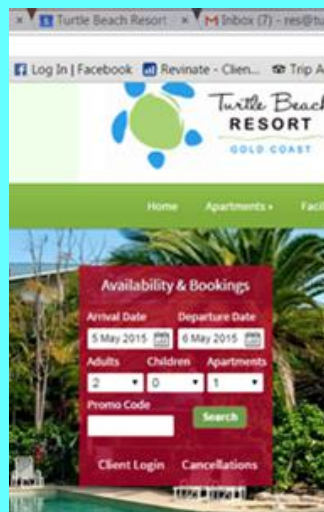 Turtle Beach Resort
Inbox (7) - res@tu
Log In | Facebook
Revinate - Clien...
Trip A
Turtle Beach
RESORT
GOLD COAST
Home
Apartments
Facil
Availability & Bookings
Arrival Date
Departure Date
5 May 2015
6 May 2015
Adults
Children
Apartments
2
0
1
Promo Code
Search
Client Login
Cancellations